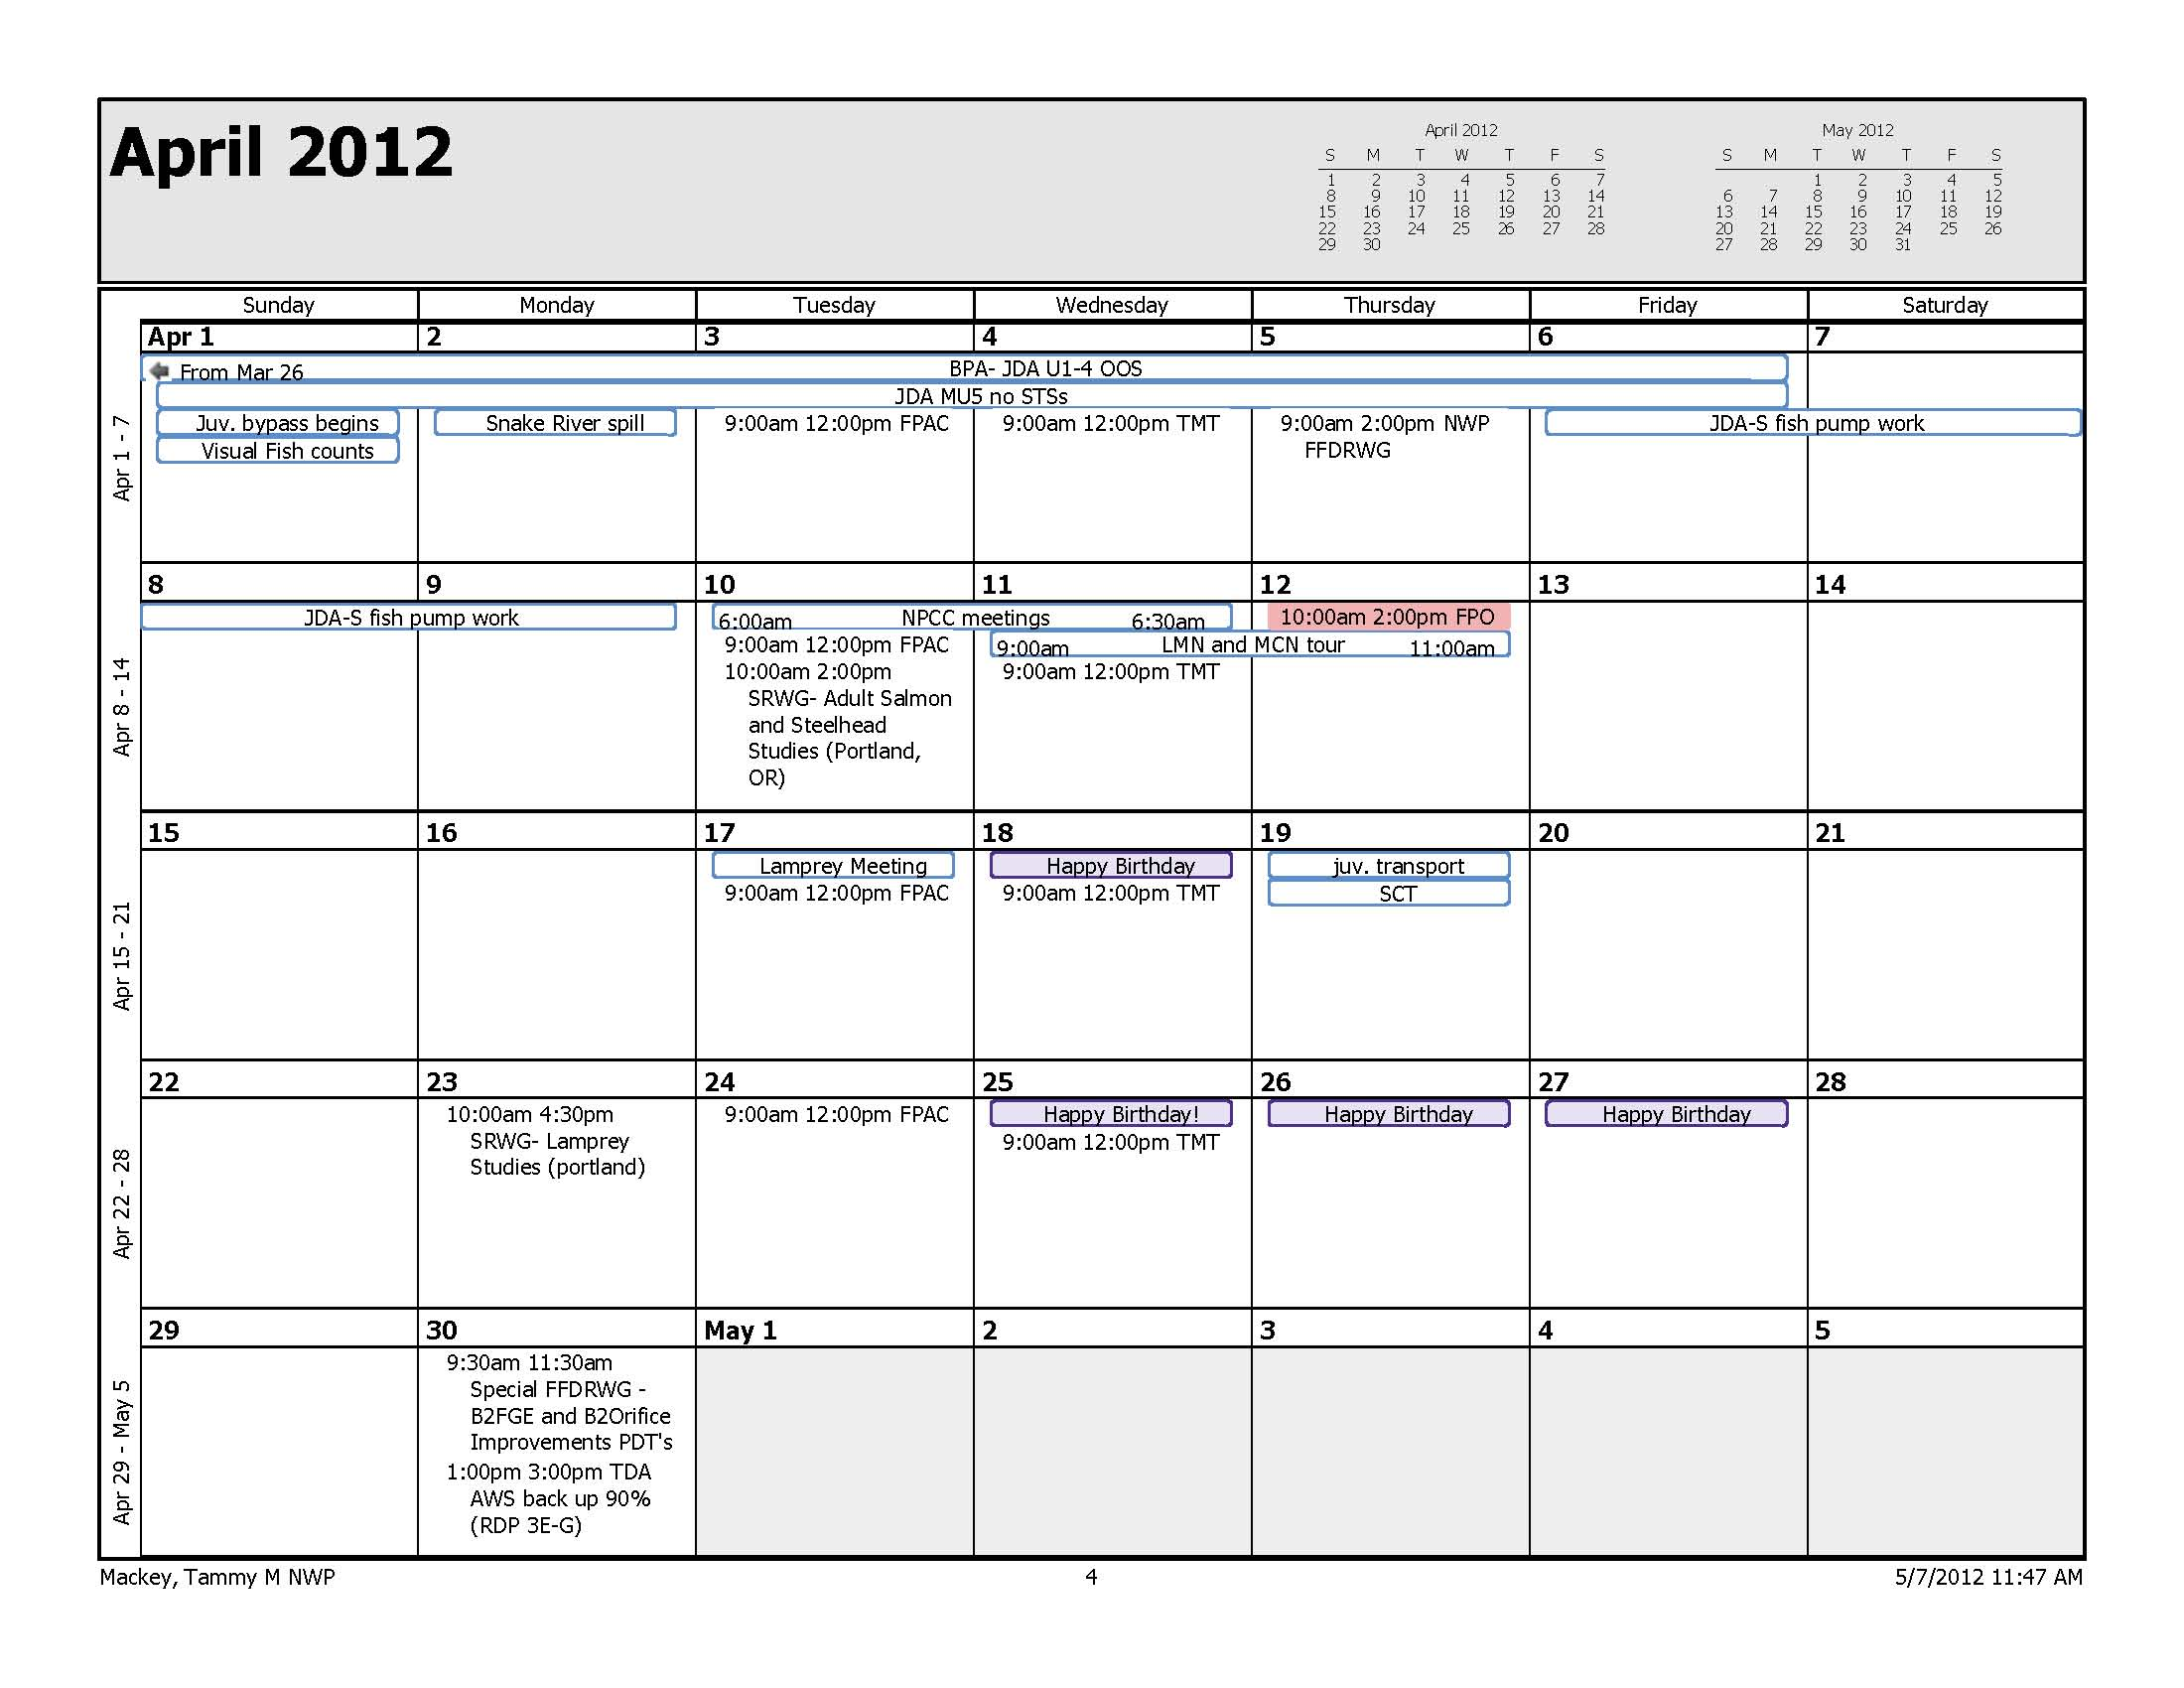 April 2012
April 2012
S M T W T F S
1 2 3 4 5 6 7
8 9 10 11 12 13 14
15 16 17 18 19 20 21
22 23 24 25 26 27 28
29 30
May 2012
S M T W T F S
1 2 3 4 5
6 7 8 9 10 11 12
13 14 15 16 17 18 19
20 21 22 23 24 25 26
27 28 29 30 31
Sunday Monday Tuesday Wednesday Thursday Friday Saturday
Apr 1 - 7
Apr 1 2 3 4 5 6 7
From Mar 26 BPA- JDA U1-4 OOS
JDA MU5 no STSs
Juv. bypass begins
Visual Fish counts
Snake River spill
9:00am 12:00pm FPAC
9:00am 12:00pm TMT
9:00am 2:00pm NWP
FFDRWG
JDA-S fish pump work
Apr 8 - 14
8 9 10 11 12 13 14
JDA-S fish pump work
6:00am NPCC meetings 6:30am
9:00am 12:00pm FPAC
10:00am 2:00pm
SRWG- Adult Salmon
and Steelhead
Studies (Portland,
OR)
9:00am LMN and MCN tour 11:00am
9:00am 12:00pm TMT
10:00am 2:00pm FPO
Apr 15 - 21
15 16 17 18 19 20 21
Lamprey Meeting
9:00am 12:00pm FPAC
Happy Birthday
9:00am 12:00pm TMT
juv. transport
SCT
Apr 22 - 28
22 23 24 25 26 27 28
10:00am 4:30pm
SRWG- Lamprey
Studies (portland)
9:00am 12:00pm FPAC
Happy Birthday!
9:00am 12:00pm TMT
Happy Birthday
Happy Birthday
Apr 29 - May 5
29 30 May 1 2 3 4 5
9:30am 11:30am
Special FFDRWG -
B2FGE and B2Orifice
Improvements PDT's
1:00pm 3:00pm TDA
AWS back up 90%
(RDP 3E-G)
Mackey, Tammy M NWP 4 5/7/2012 11:47 AM